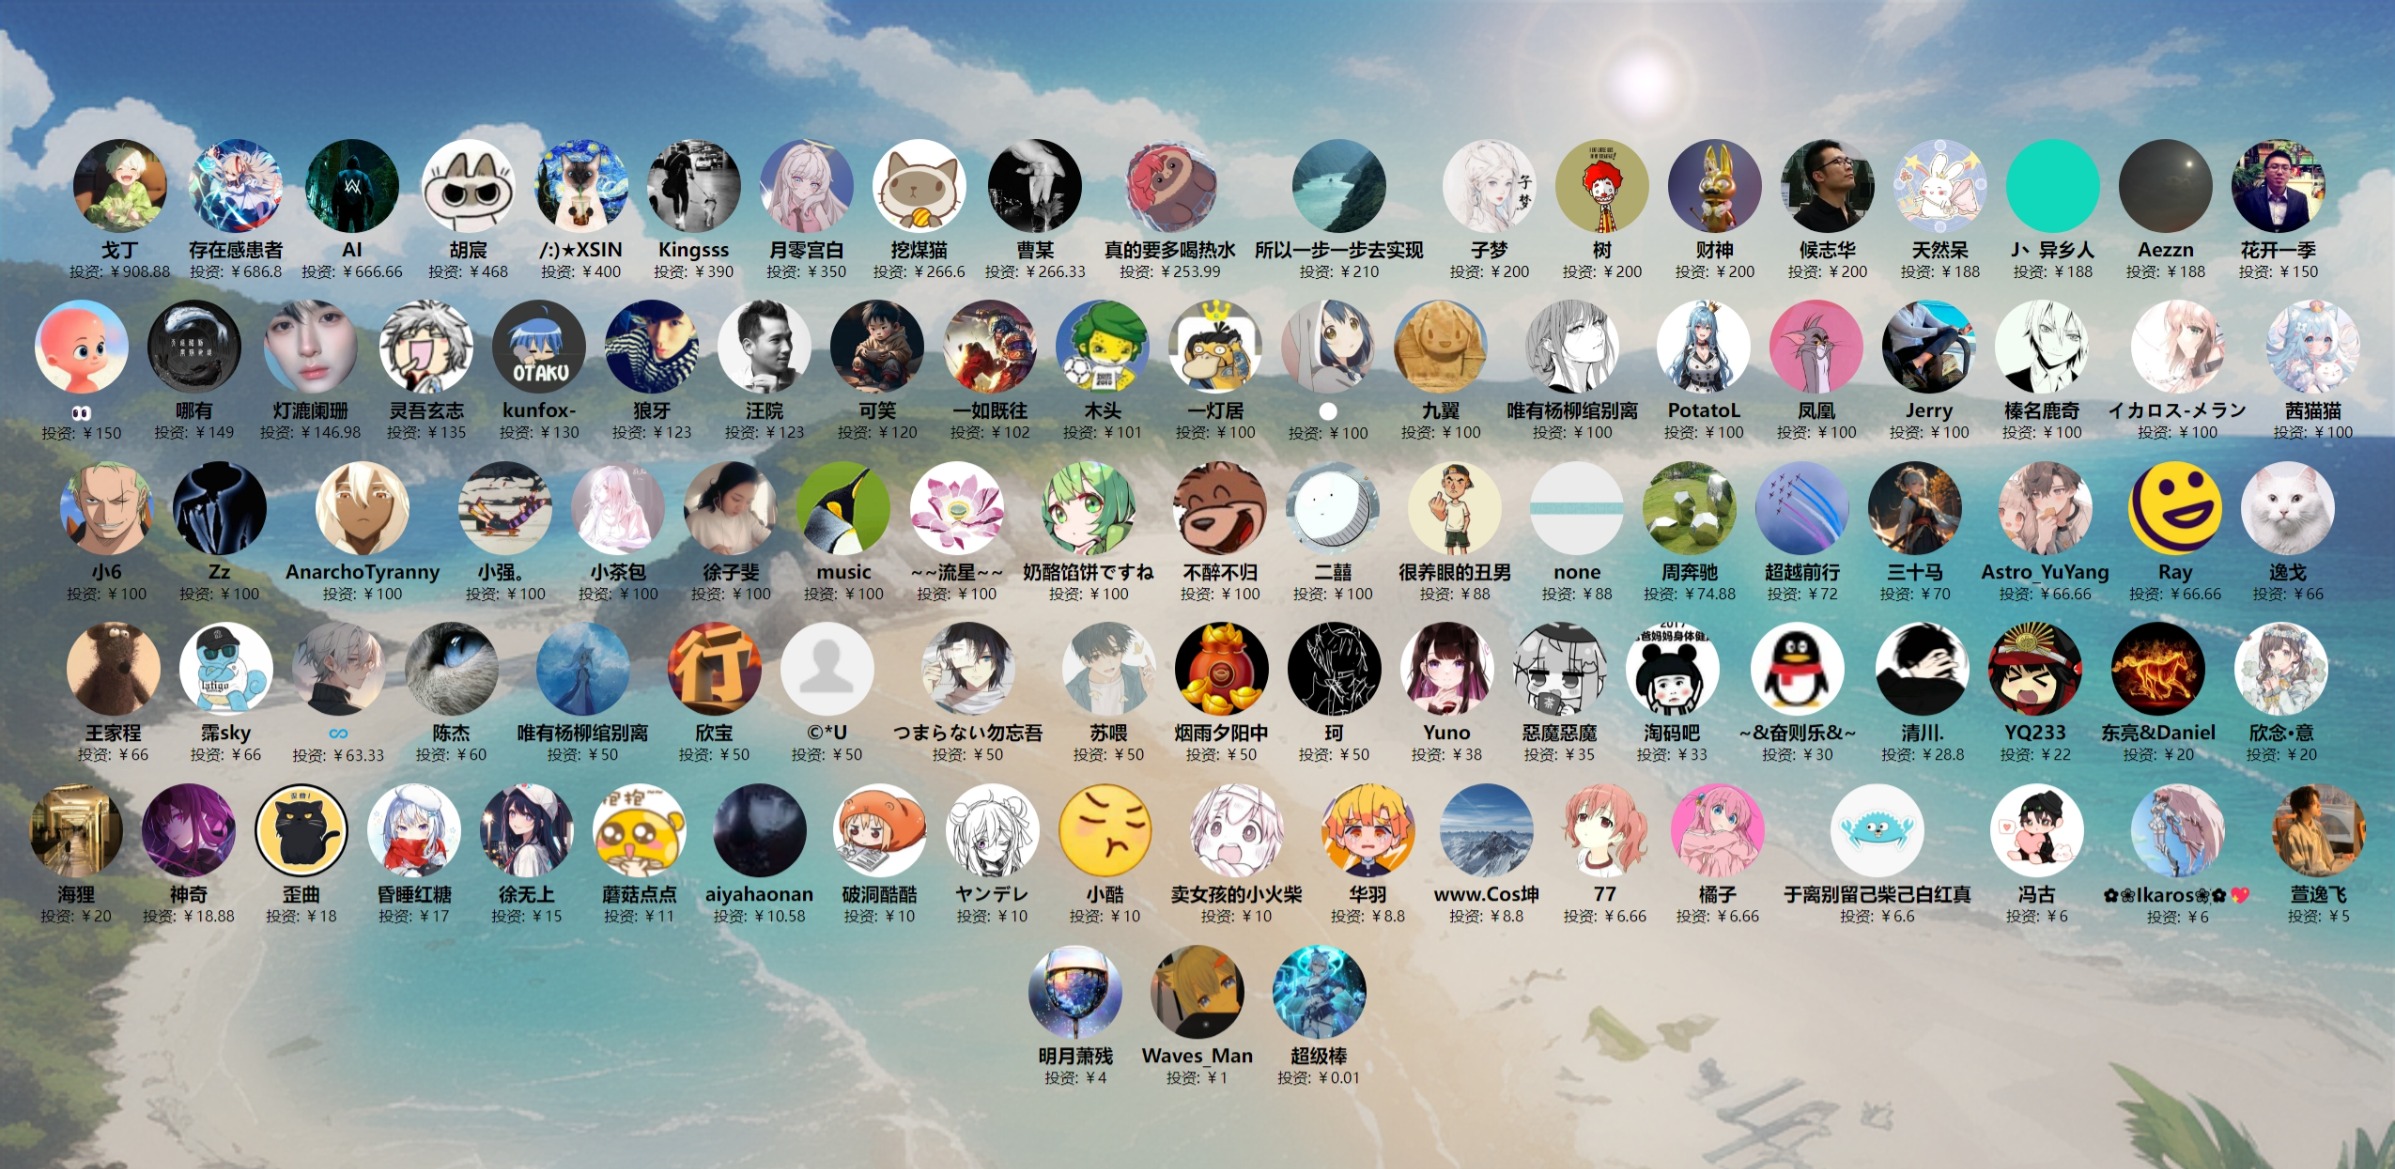 戈丁
投资: ￥908.88
存在感患者
投资: ￥686.8
AI
投资: ￥666.66
胡宸
投资: ￥468
/:)★XSIN
投资: ￥400
Kingsss
投资: ￥390
月零宫白
投资: ￥350
挖煤猫
投资: ￥266.6
曹某
投资: ￥266.33
真的要多喝热水
投资: ￥253.99
所以一步一步去实现
投资: ￥210
子梦
子梦
投资: ￥200
树
投资: ￥200
财神
投资: ￥200
候志华
投资: ￥200
天然呆
投资: ￥188
J丶异乡人
投资: ￥188
Aezzn
投资: ￥188
花开一季
投资: ￥150
👀
投资: ￥150
哪有
投资: ￥149
灯漉阑珊
投资: ￥146.98
灵吾玄志
投资: ￥135
OTAKU
kunfox-
投资: ￥130
狼牙
投资: ￥123
汪院
投资: ￥123
可笑
投资: ￥120
一如既往
投资: ￥102
木头
投资: ￥101
一灯居
投资: ￥100
投资: ￥100
九翼
投资: ￥100
唯有杨柳绾别离
投资: ￥100
PotatoL
投资: ￥100
凤凰
投资: ￥100
Jerry
投资: ￥100
榛名鹿奇
投资: ￥100
イカロス-メラン
投资: ￥100
茜猫猫
投资: ￥100
小6
投资: ￥100
Zz
投资: ￥100
AnarchoTyranny
投资: ￥100
小强。
投资: ￥100
小茶包
投资: ￥100
徐子斐
投资: ￥100
music
投资: ￥100
~~流星~~
投资: ￥100
奶酪馅饼ですね
投资: ￥100
不醉不归
投资: ￥100
二囍
投资: ￥100
很养眼的丑男
投资: ￥88
none
投资: ￥88
周奔驰
投资: ￥74.88
超越前行
投资: ￥72
三十马
投资: ￥70
Astro_YuYang
投资: ￥66.66
Ray
投资: ￥66.66
逸戈
投资: ￥66
王家程
投资: ￥66
霈sky
投资: ￥66
∞
投资: ￥63.33
陈杰
投资: ￥60
唯有杨柳绾别离
投资: ￥50
行
欣宝
投资: ￥50
©*U
投资: ￥50
つまらない勿忘吾
投资: ￥50
苏喂
投资: ￥50
烟雨夕阳中
投资: ￥50
珂
投资: ￥50
Yuno
投资: ￥38
茶
惡魔惡魔
投资: ￥35
2017
爸妈妈身体健
淘码吧
投资: ￥33
~&奋则乐&~
投资: ￥30
清川.
投资: ￥28.8
YQ233
投资: ￥22
东亮&Daniel
投资: ￥20
欣念•意
投资: ￥20
海狸
投资: ￥20
神奇
投资: ￥18.88
歪曲
投资: ￥18
昏睡红糖
投资: ￥17
徐无上
投资: ￥15
抱抱~
蘑菇点点
投资: ￥11
aiyahaonan
投资: ￥10.58
破洞酷酷
投资: ￥10
ヤンデレ
投资: ￥10
小酷
投资: ￥10
卖女孩的小火柴
投资: ￥10
华羽
投资: ￥8.8
www.Cos坤
投资: ￥8.8
77
投资: ￥6.66
橘子
投资: ￥6.66
于离别留己柴己白红真
投资: ￥6.6
冯古
投资: ￥6
✿❀Ikaros❀✿💖
投资: ￥6
萱逸飞
投资: ￥5
明月萧残
投资: ￥4
Waves_Man
投资: ￥1
超级棒
投资: ￥0.01